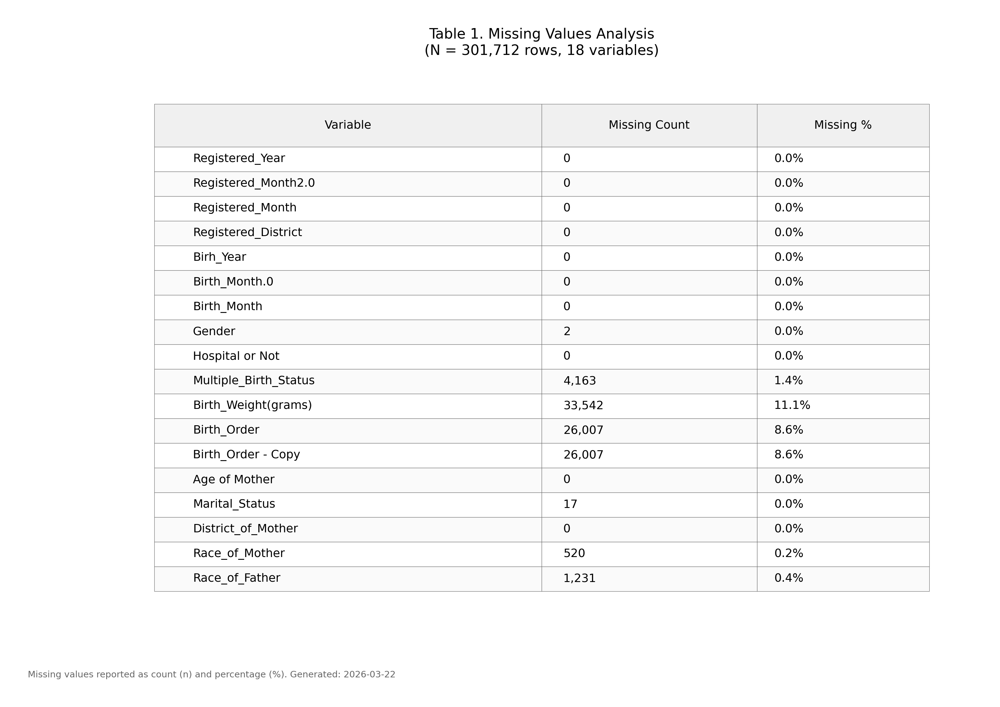 Table 1. Missing Values Analysis
(N = 301,712 rows, 18 variables)
Variable Missing Count Missing %
Registered_Year 0 0.0%
Registered_Month2.0 0 0.0%
Registered_Month 0 0.0%
Registered_District 0 0.0%
Birh_Year 0 0.0%
Birth_Month.0 0 0.0%
Birth_Month 0 0.0%
Gender 2 0.0%
Hospital or Not 0 0.0%
Multiple_Birth_Status 4,163 1.4%
Birth_Weight(grams) 33,542 11.1%
Birth_Order 26,007 8.6%
Birth_Order - Copy 26,007 8.6%
Age of Mother 0 0.0%
Marital_Status 17 0.0%
District_of_Mother 0 0.0%
Race_of_Mother 520 0.2%
Race_of_Father 1,231 0.4%
Missing values reported as count (n) and percentage (%). Generated: 2026-03-22